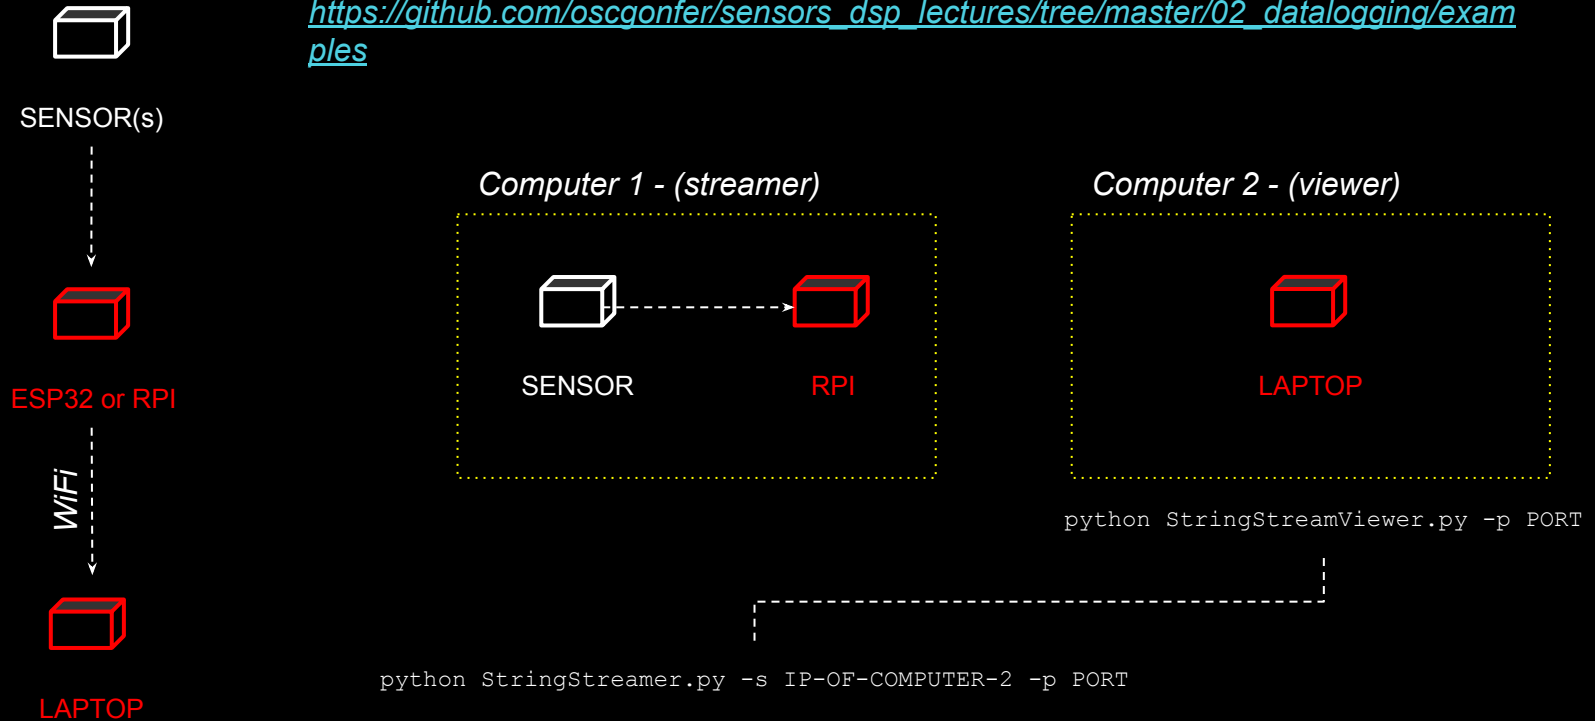 https://github.com/oscgonfer/sensors_dsp_lectures/tree/master/02_datalogging/exam
ples
SENSOR(s)
ESP32 or RPI
WiFi
LAPTOP
Computer 1 - (streamer)
SENSOR
RPI
Computer 2 - (viewer)
LAPTOP
python StringStreamViewer.py -p PORT
python StringStreamer.py -s IP-OF-COMPUTER-2 -p PORT